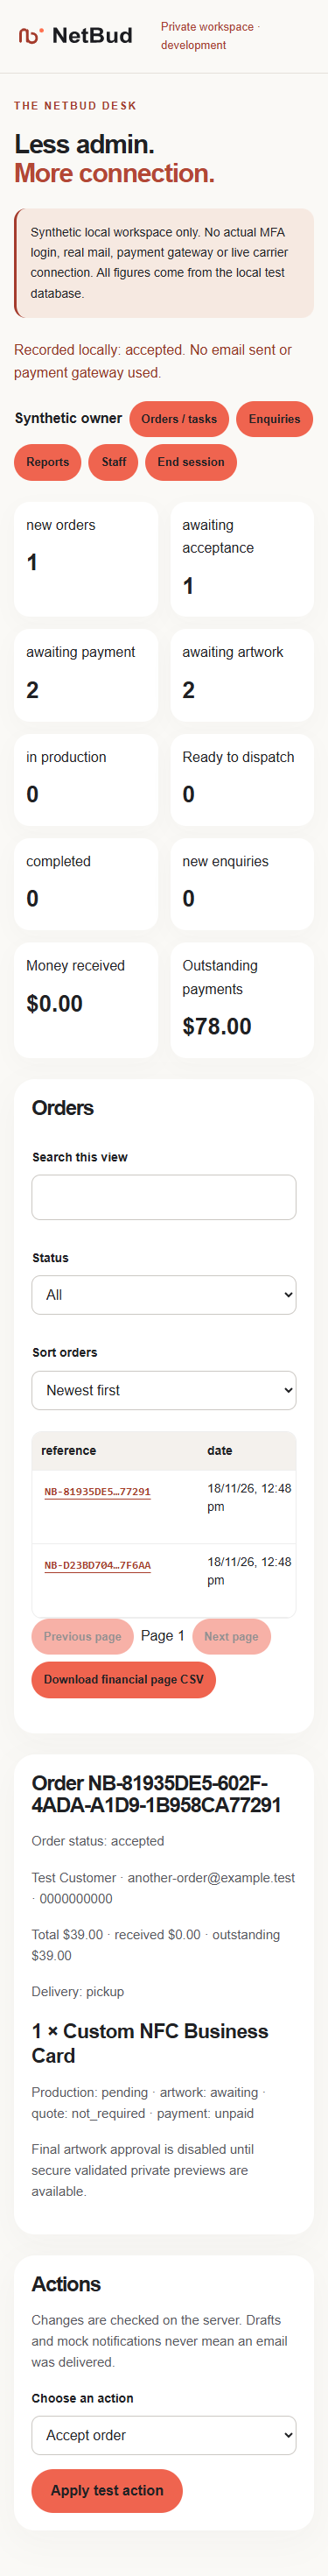 NetBud
Private workspace ·
development
THE NETBUD DESK
Less admin.
More connection.
Synthetic local workspace only. No actual MFA
login, real mail, payment gateway or live carrier
connection. All figures come from the local test
database.
Recorded locally: accepted. No email sent or
payment gateway used.
Synthetic owner
Orders / tasks
Enquiries
Reports
Staff
End session
new orders
1
awaiting
acceptance
1
awaiting payment
2
awaiting artwork
2
in production
0
Ready to dispatch
0
completed
0
new enquiries
0
Money received
$0.00
Outstanding
payments
$78.00
Orders
Search this view
Status
All
Sort orders
Newest first
reference
date
NB-81935DE5…77291
18/11/26, 12:48
pm
NB-D23BD704…7F6AA
18/11/26, 12:48
pm
Previous page
Page 1
Next page
Download financial page CSV
Order NB-81935DE5-602F-
4ADA-A1D9-1B958CA77291
Order status: accepted
Test Customer · another-order@example.test
· 0000000000
Total $39.00 · received $0.00 · outstanding
$39.00
Delivery: pickup
1 × Custom NFC Business
Card
Production: pending · artwork: awaiting ·
quote: not_required · payment: unpaid
Final artwork approval is disabled until
secure validated private previews are
available.
Actions
Changes are checked on the server. Drafts
and mock notifications never mean an email
was delivered.
Choose an action
Accept order
Apply test action